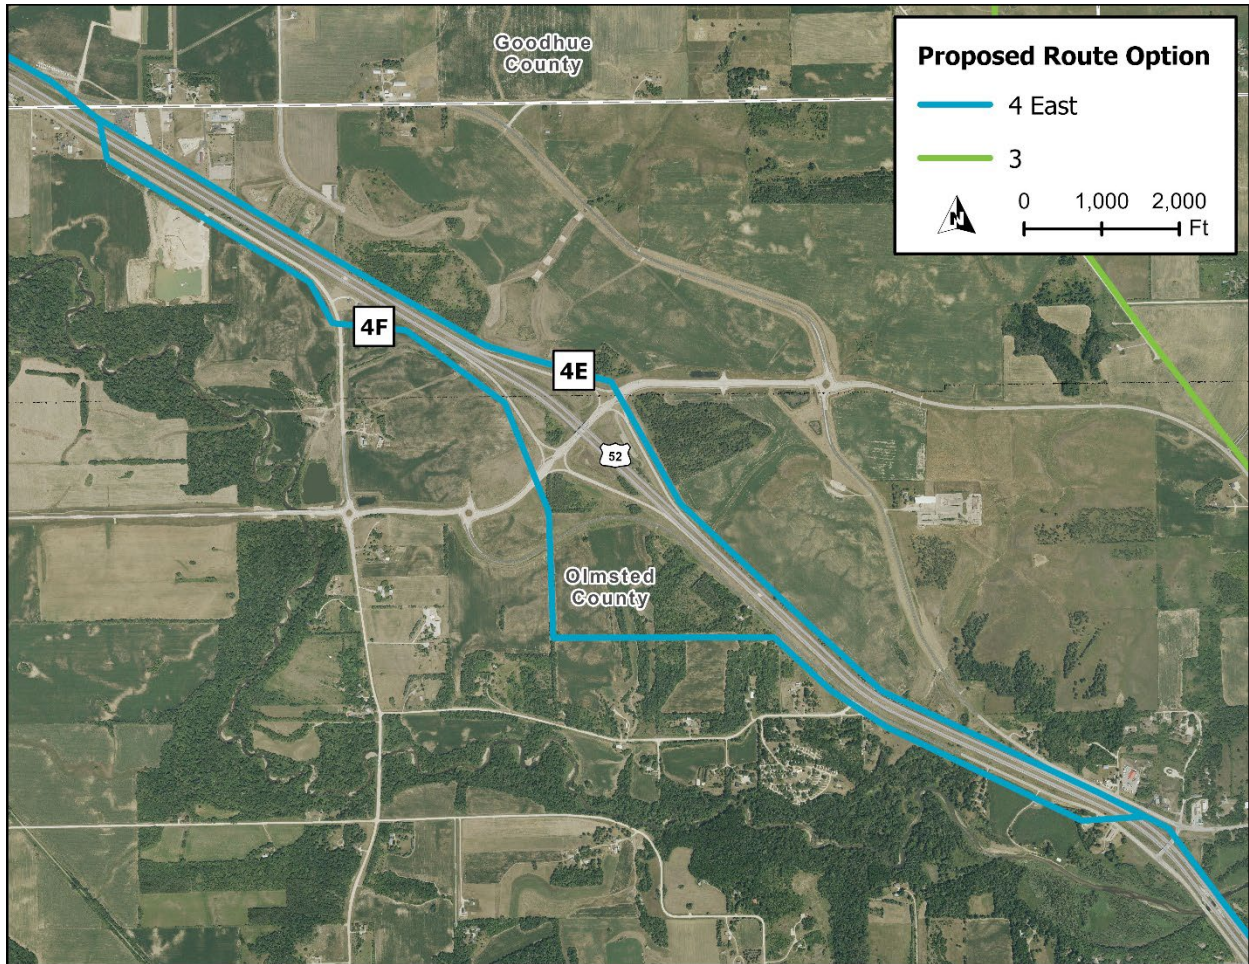 Goodhue
County
Proposed Route Option
4 East
3
N
0 1,000 2,000
Ft
4F
4E
52
Olmsted
County